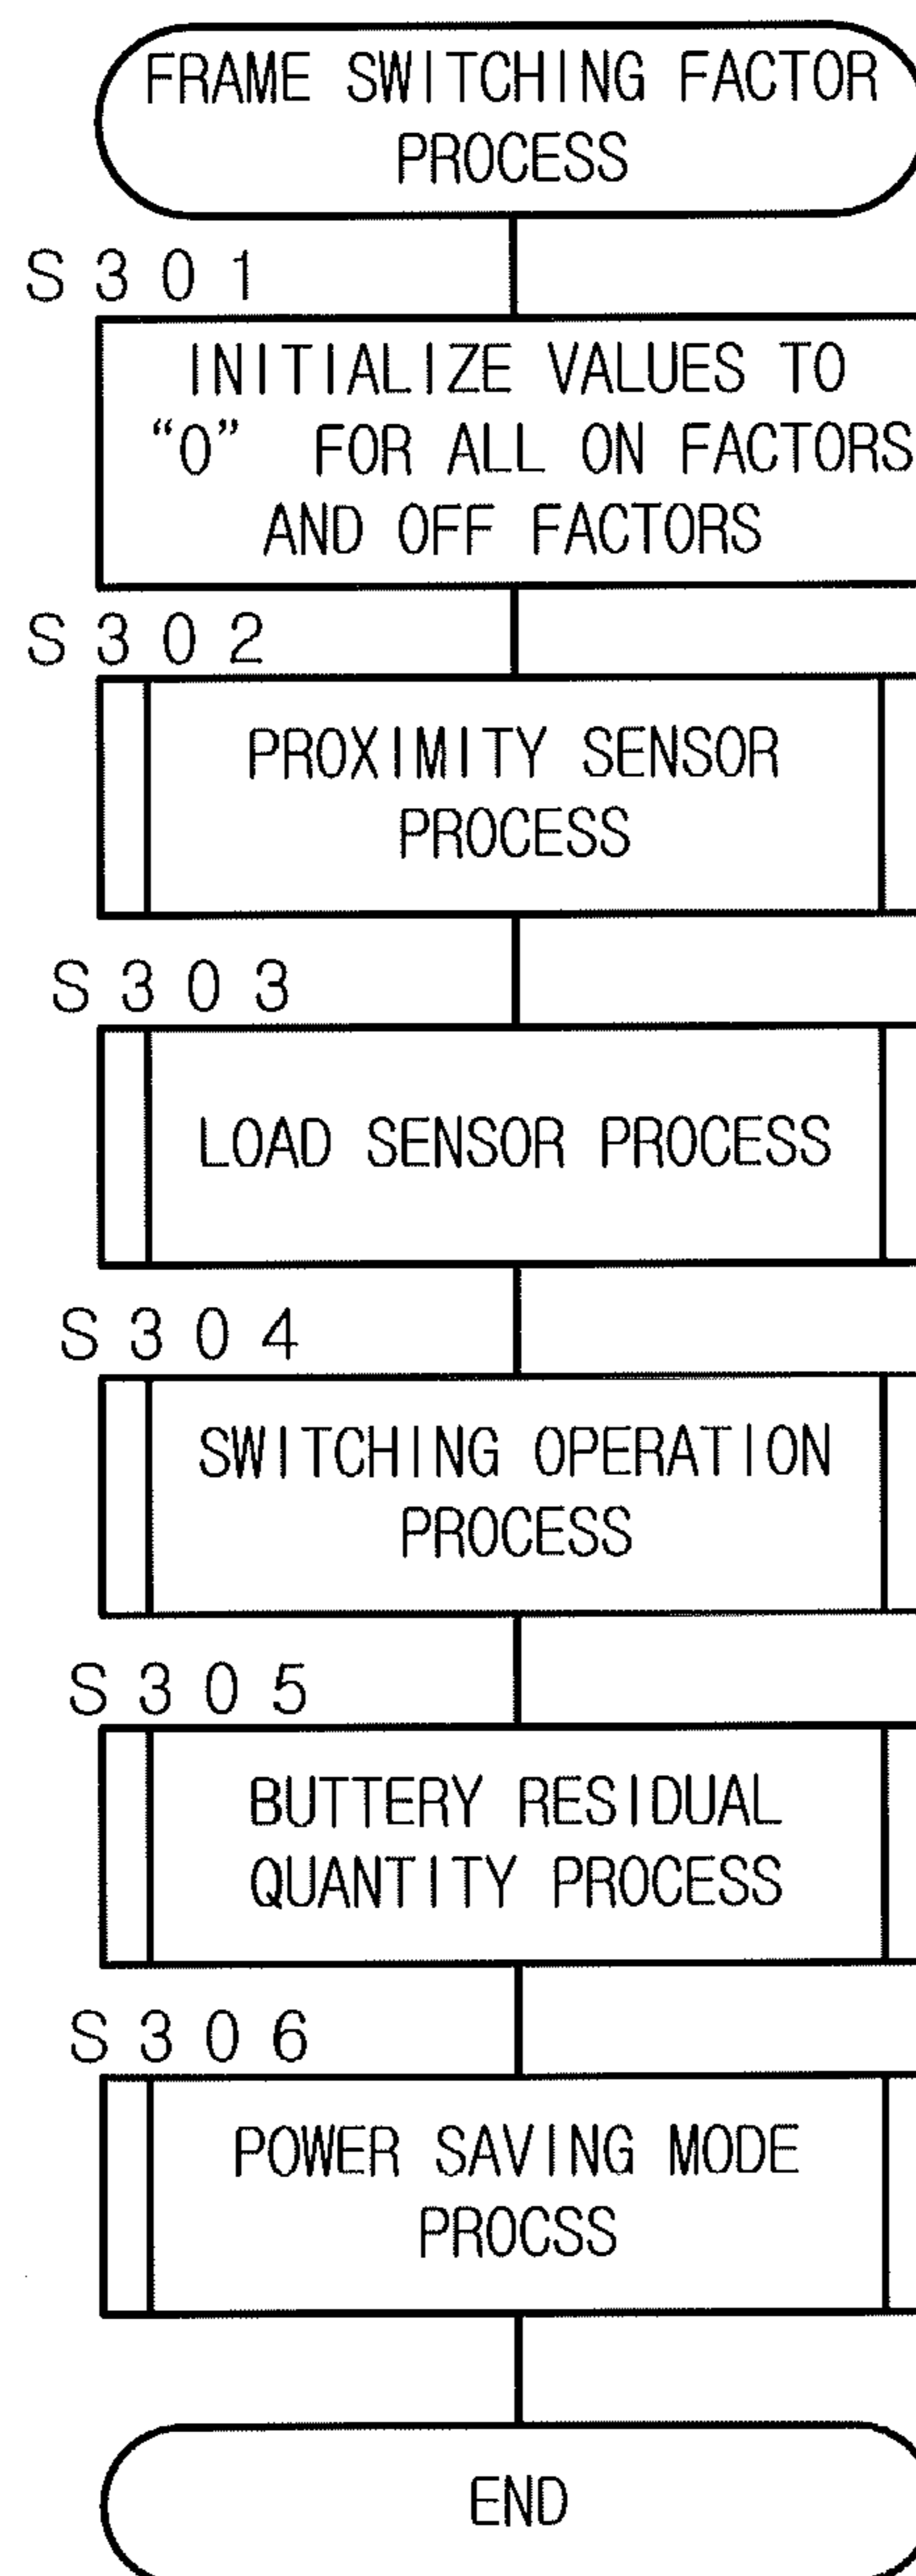 FRAME SWITCHING FACTOR
PROCESS
S301
INITIALIZE VALUES TO
“0” FOR ALL ON FACTORS
AND OFF FACTORS
S302
PROXIMITY SENSOR
PROCESS
S303
LOAD SENSOR PROCESS
S304
SWITCHING OPERATION
PROCESS
S305
BUTTERY RESIDUAL
QUANTITY PROCESS
S306
POWER SAVING MODE
PROCSS
END